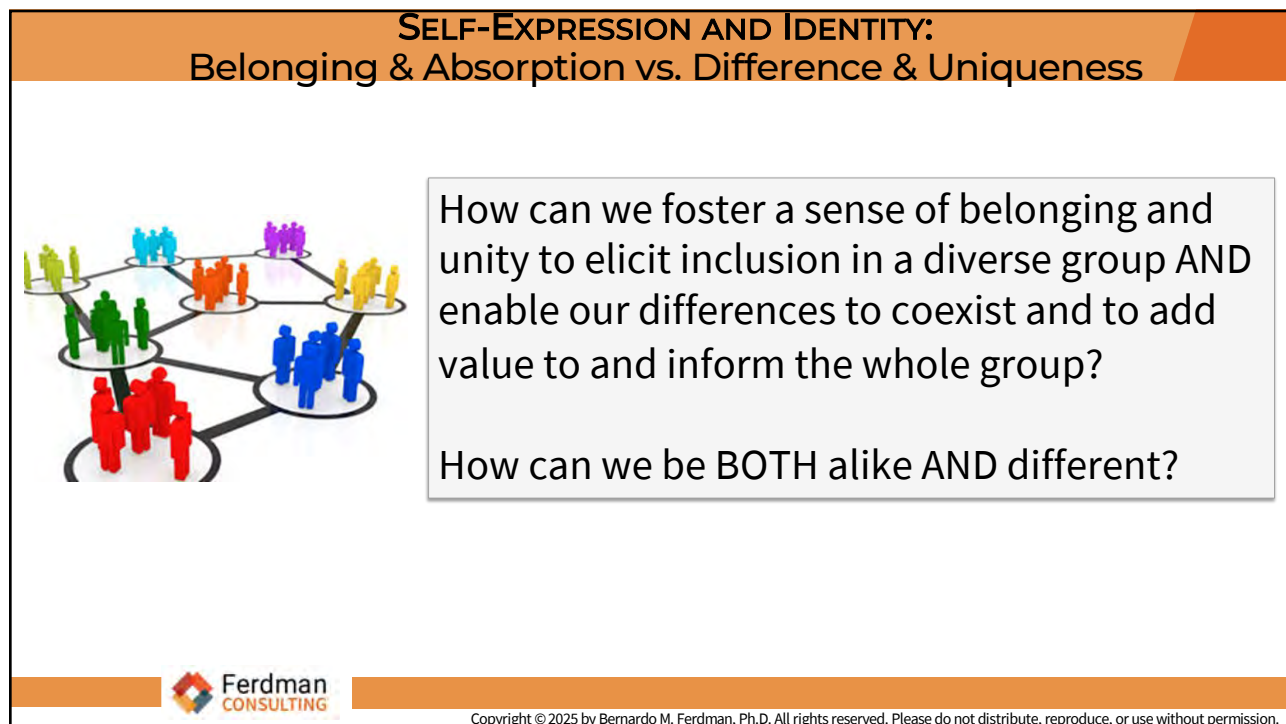 SELF-EXPRESSION AND IDENTITY:
Belonging & Absorption vs. Difference & Uniqueness
How can we foster a sense of belonging and
unity to elicit inclusion in a diverse group AND
enable our differences to coexist and to add
value to and inform the whole group?
How can we be BOTH alike AND different?
Ferdman
CONSULTING
Copyright © 2025 by Bernardo M. Ferdman, Ph.D. All rights reserved. Please do not distribute, reproduce, or use without permission.